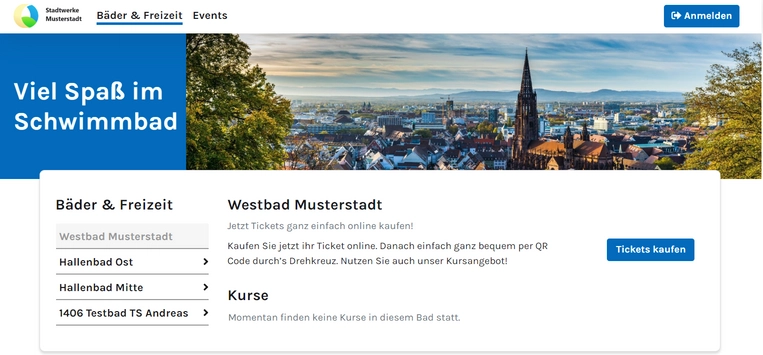 Stadtwerke
Musterstadt
Bäder & Freizeit
Events
Anmelden
Viel Spaß im
Schwimmbad
Bäder & Freizeit
Westbad Musterstadt
Hallenbad Ost
Hallenbad Mitte
1406 Testbad TS Andreas
Westbad Musterstadt
Jetzt Tickets ganz einfach online kaufen!
Kaufen Sie jetzt ihr Ticket online. Danach einfach ganz bequem per QR
Code durch's Drehkreuz. Nutzen Sie auch unser Kursangebot!
Tickets kaufen
Kurse
Momentan finden keine Kurse in diesem Bad statt.